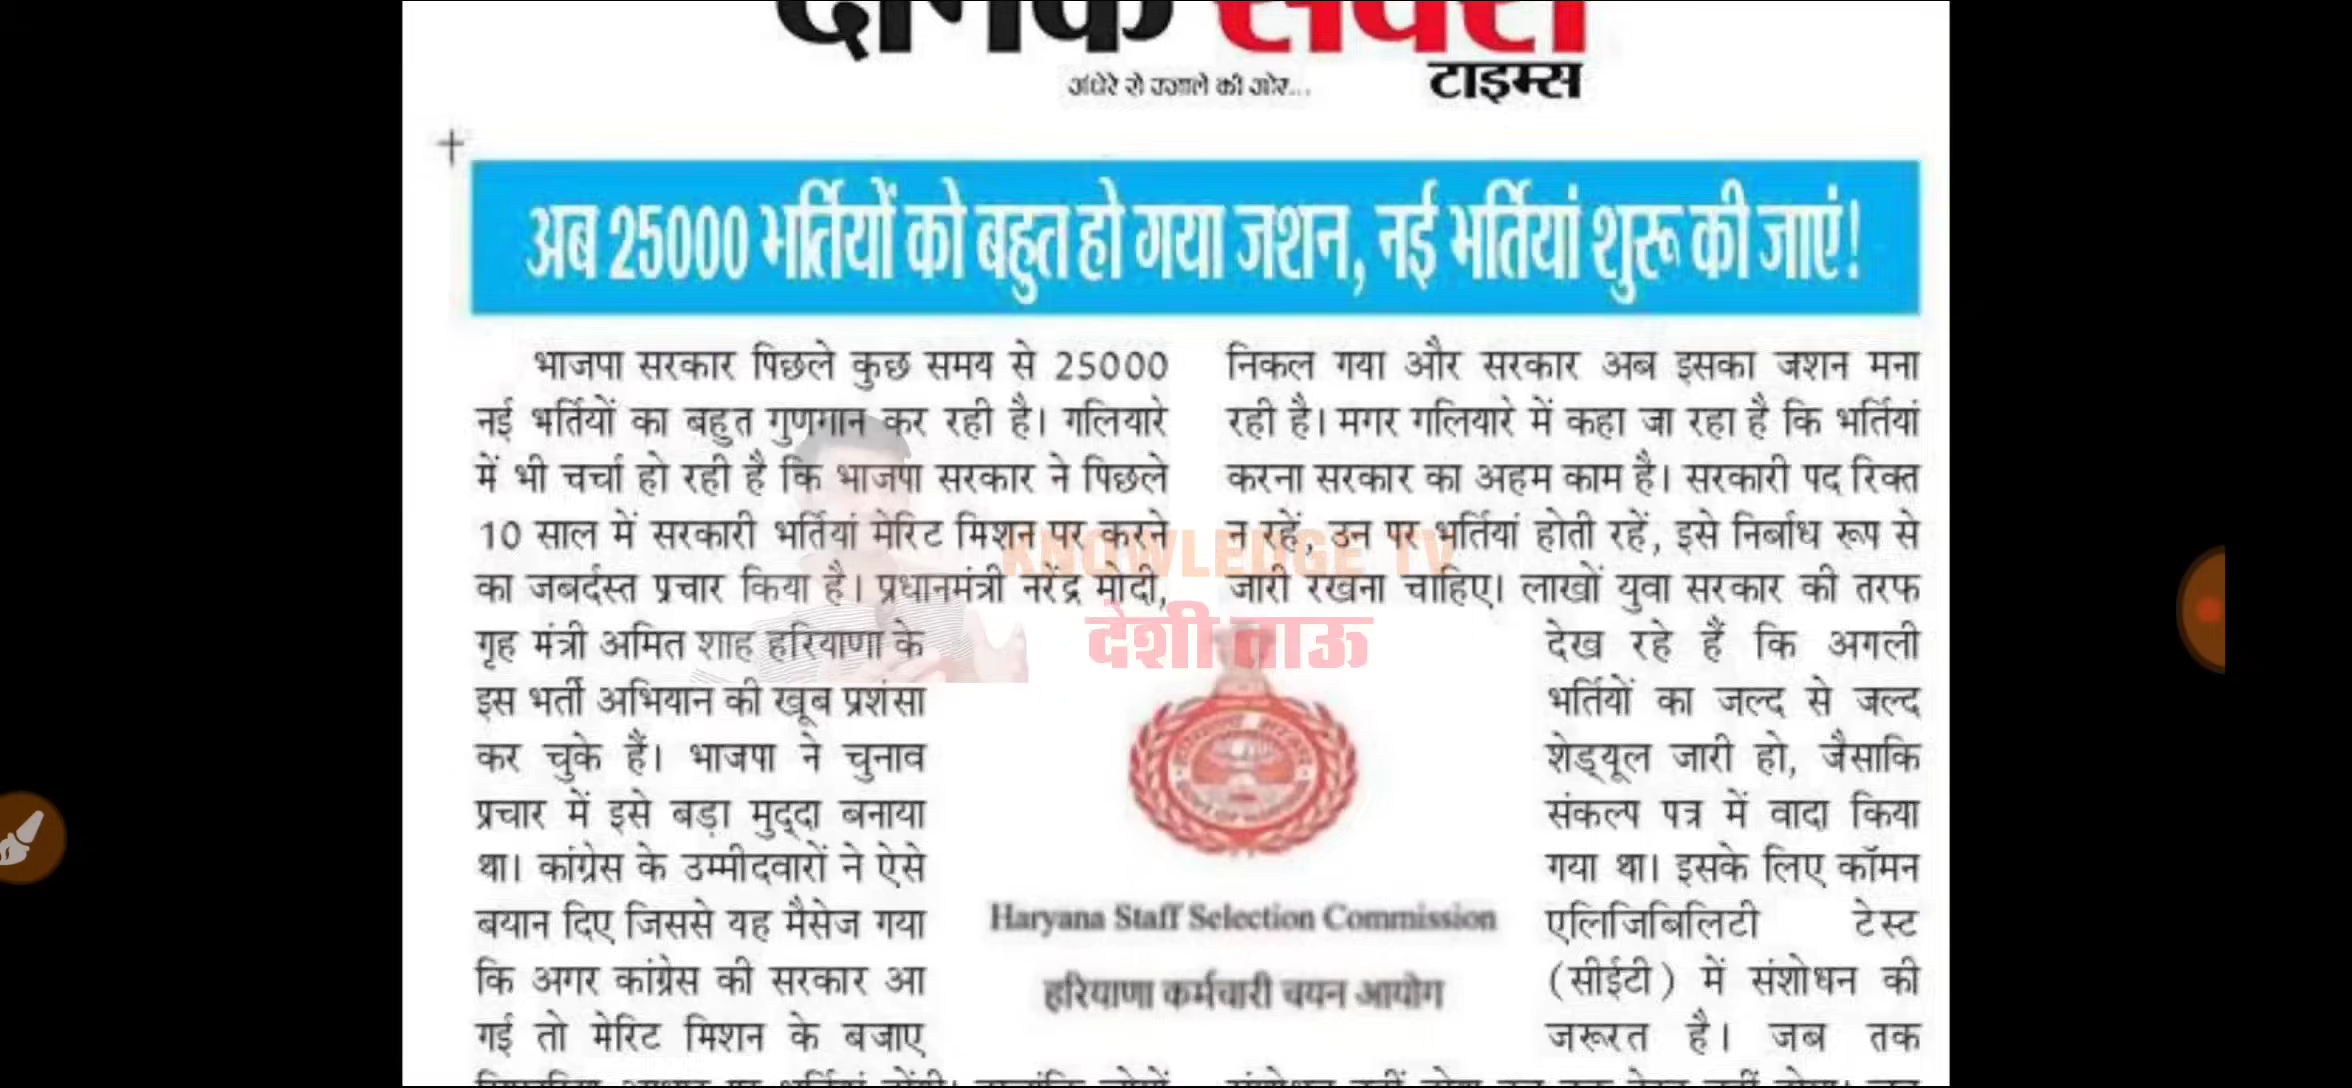 दैनिक सवेरा
अंधेरे से उजाले की ओर...
टाइम्स
अब 25000 भर्तियों को बहुत हो गया जशन, नई भर्तियां शुरू की जाएं!
भाजपा सरकार पिछले कुछ समय से 25000
नई भर्तियों का बहुत गुणगान कर रही है। गलियारे
में भी चर्चा हो रही है कि भाजपा सरकार ने पिछले
10 साल में सरकारी भर्तियां मेरिट मिशन पर करने
का जबर्दस्त प्रचार किया है। प्रधानमंत्री नरेंद्र मोदी,
गृह मंत्री अमित शाह हरियाणा के
इस भर्ती अभियान की खूब प्रशंसा
कर चुके हैं। भाजपा ने चुनाव
प्रचार में इसे बड़ा मुद्दा बनाया
था। कांग्रेस के उम्मीदवारों ने ऐसे
बयान दिए जिससे यह मैसेज गया
कि अगर कांग्रेस की सरकार आ
गई तो मेरिट मिशन के बजाए
KNOWLEDGE TV
देशी ताऊ
Haryana Staff Selection Commission
हरियाणा कर्मचारी चयन आयोग
निकल गया और सरकार अब इसका जशन मना
रही है। मगर गलियारे में कहा जा रहा है कि भर्तियां
करना सरकार का अहम काम है। सरकारी पद रिक्त
न रहें, उन पर भर्तियां होती रहें, इसे निर्बाध रूप से
जारी रखना चाहिए। लाखों युवा सरकार की तरफ
देख रहे हैं कि अगली
भर्तियों का जल्द से जल्द
शेड्यूल जारी हो, जैसाकि
संकल्प पत्र में वादा किया
गया था। इसके लिए कॉमन
एलिजिबिलिटी टेस्ट
(सीईटी) में संशोधन की
जरूरत है। जब तक